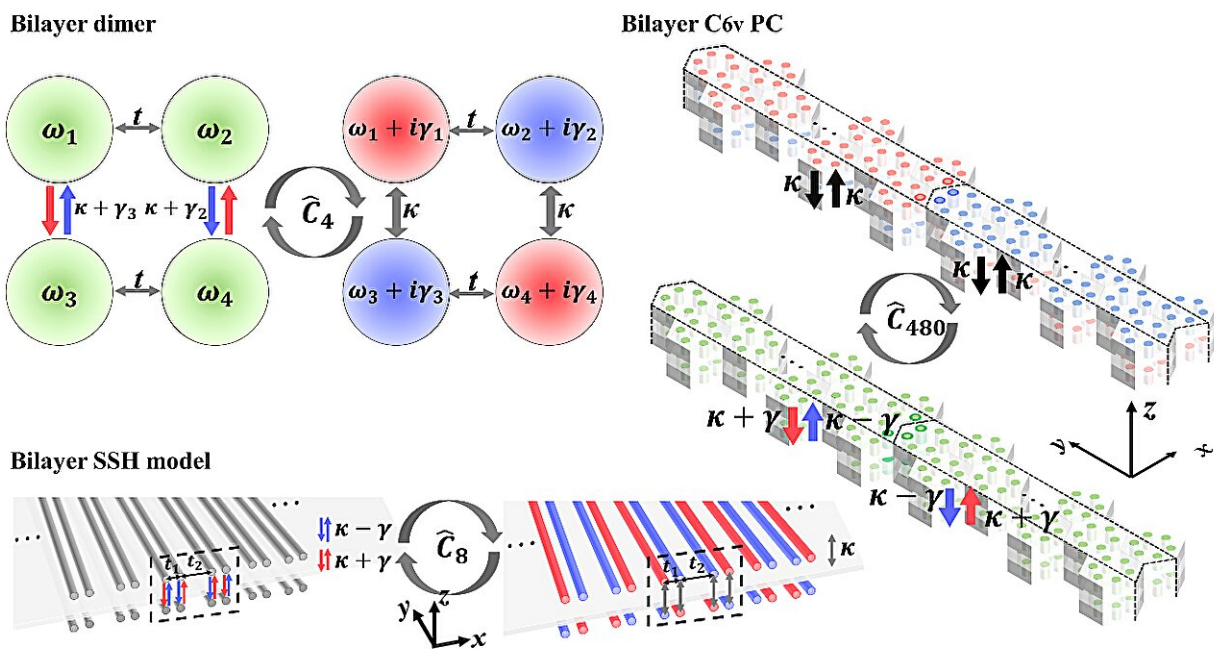 Bilayer dimer
t
ω₁
ω₂
κ + γ₃
κ + γ₂
ω₃
ω₄
t
Ĉ₄
t
ω₁ + iγ₁
ω₂ + iγ₂
κ
κ
ω₃ + iγ₃
t
ω₄ + iγ₄
Bilayer C6v PC
...
κ
κ
κ
κ
...
Ĉ₄₈₀
...
κ + γ
κ − γ
κ − γ
κ + γ
...
z
y
x
Bilayer SSH model
...
...
t₁
t₂
κ − γ
κ + γ
Ĉ₈
z
y
x
...
...
t₁
t₂
κ